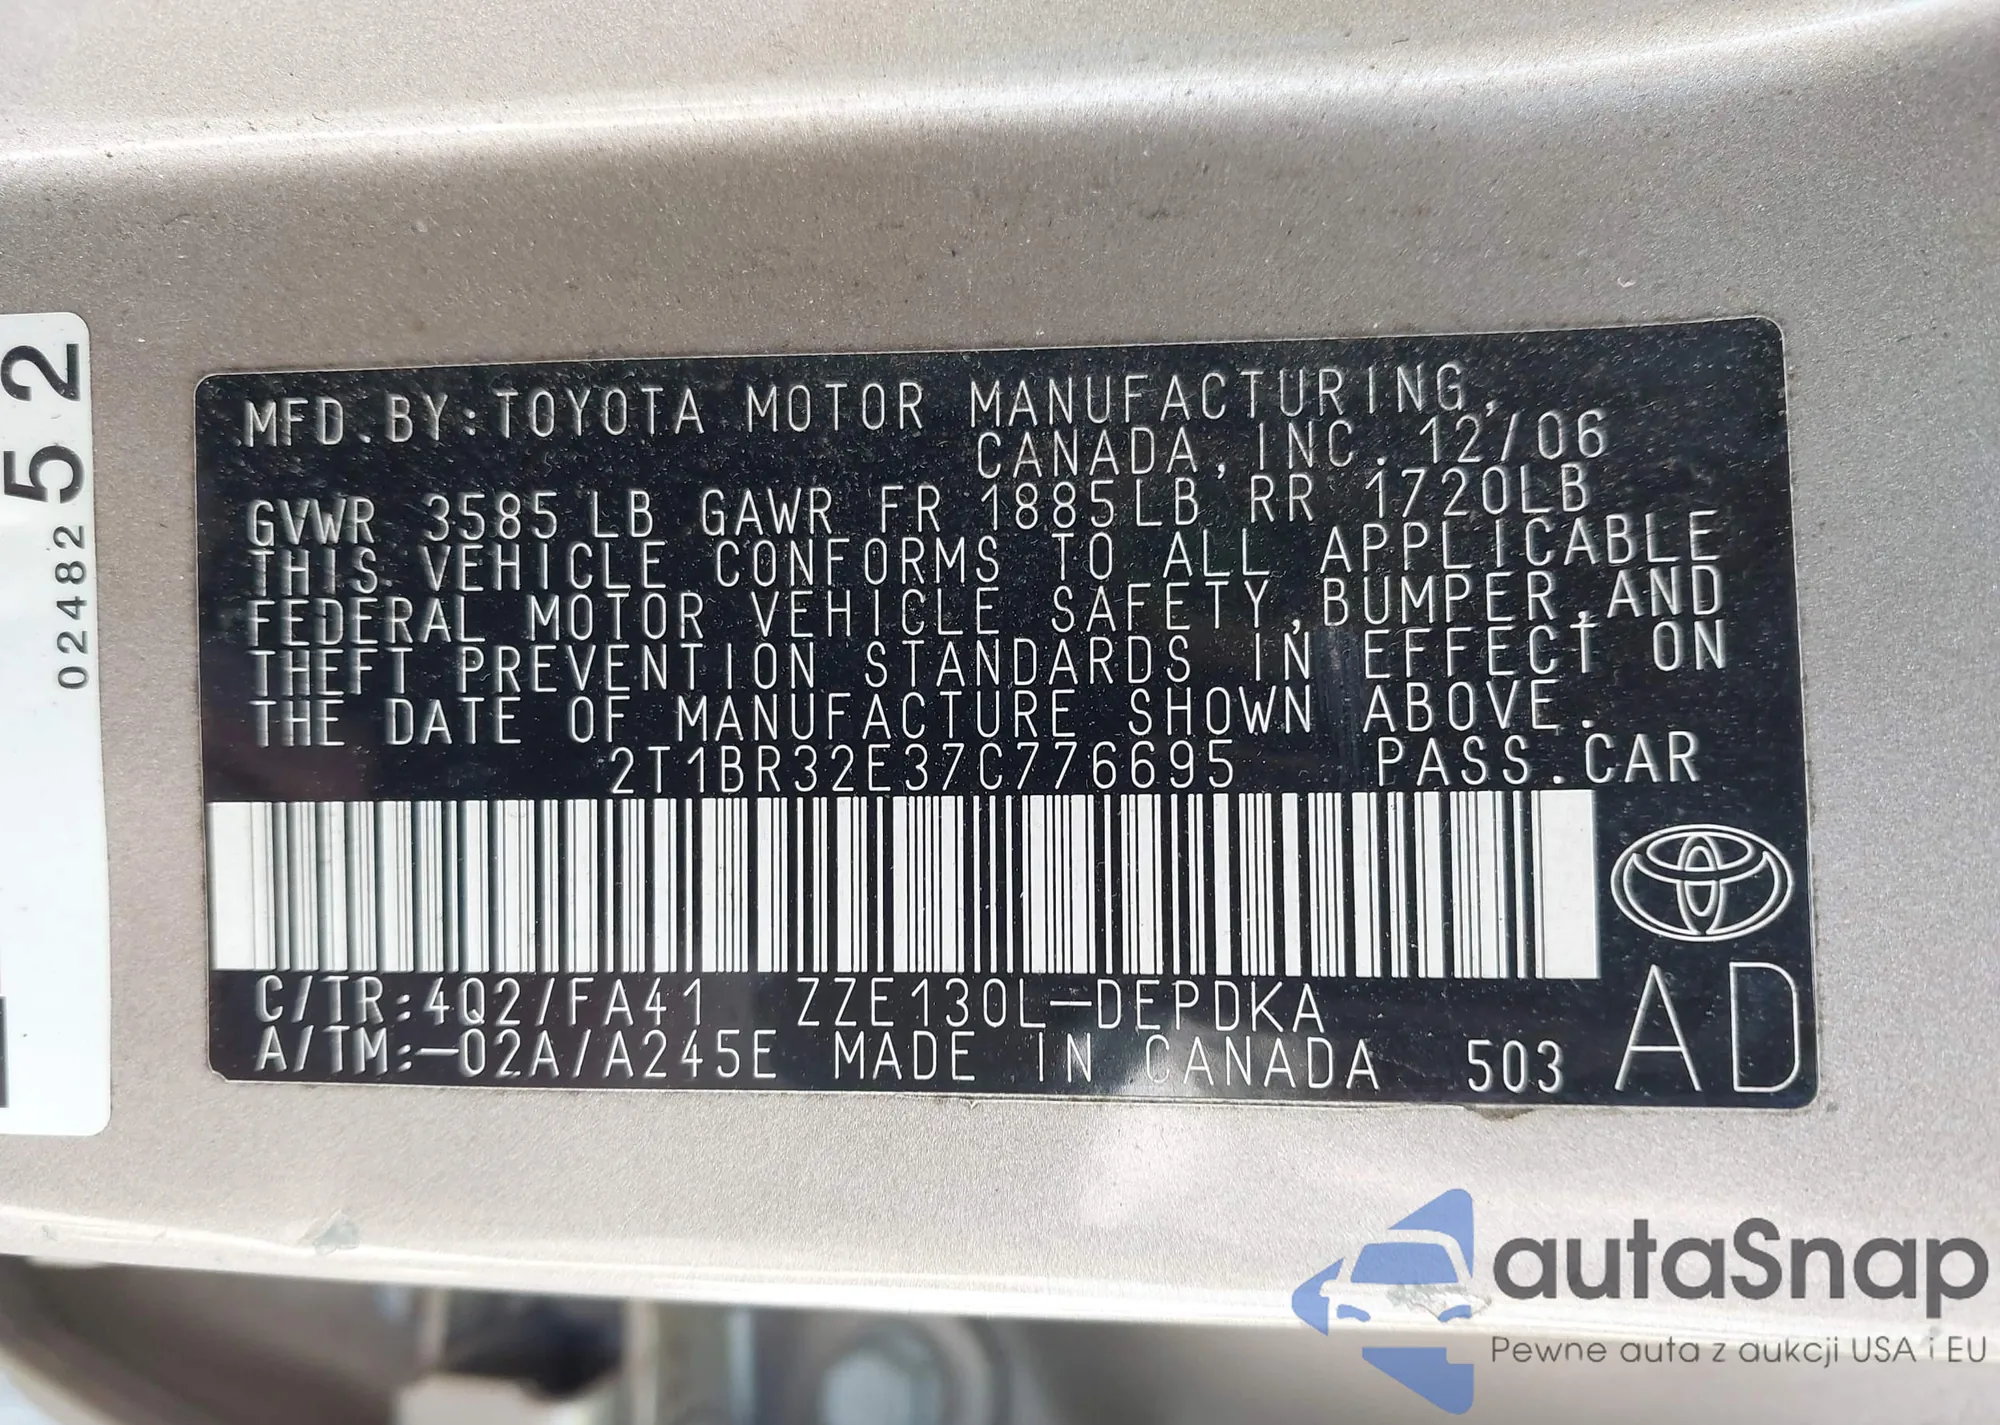 52
02482
MFD.BY:TOYOTA MOTOR MANUFACTURING,
CANADA, INC. 12/06
GVWR 3585LB GAWR FR 1885LB RR 1720LB
THIS VEHICLE CONFORMS TO ALL APPLICABLE
FEDERAL MOTOR VEHICLE SAFETY,BUMPER,AND
THEFT PREVENTION STANDARDS IN EFFECT ON
THE DATE OF MANUFACTURE SHOWN ABOVE.
2T1BR32E37C776695 PASS.CAR
C/TR:4Q2/FA41 ZZE130L-DEPDKA
A/TM:-02A/A245E MADE IN CANADA 503
AD
autaSnap
Pewne auta z aukcji USA i EU